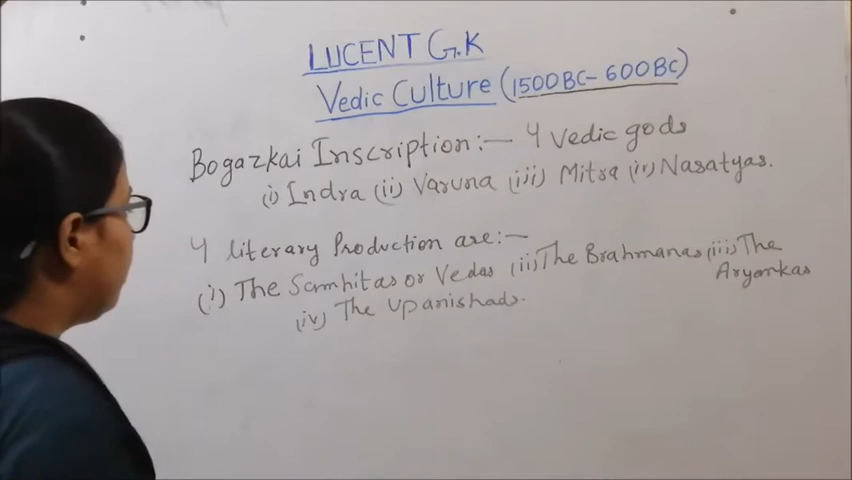 LUCENT G.K
Vedic Culture (1500BC- 600BC)
Bogazkai Inscription:- 4 Vedic gods
(i) Indra (ii) Varuna (iii) Mitra (iv) Nasatyas.
4 literary Production are:-
(i) The Samhitas or Vedas (ii) The Brahmanas (iii) The
Aryankas
(iv) The Upanishads.